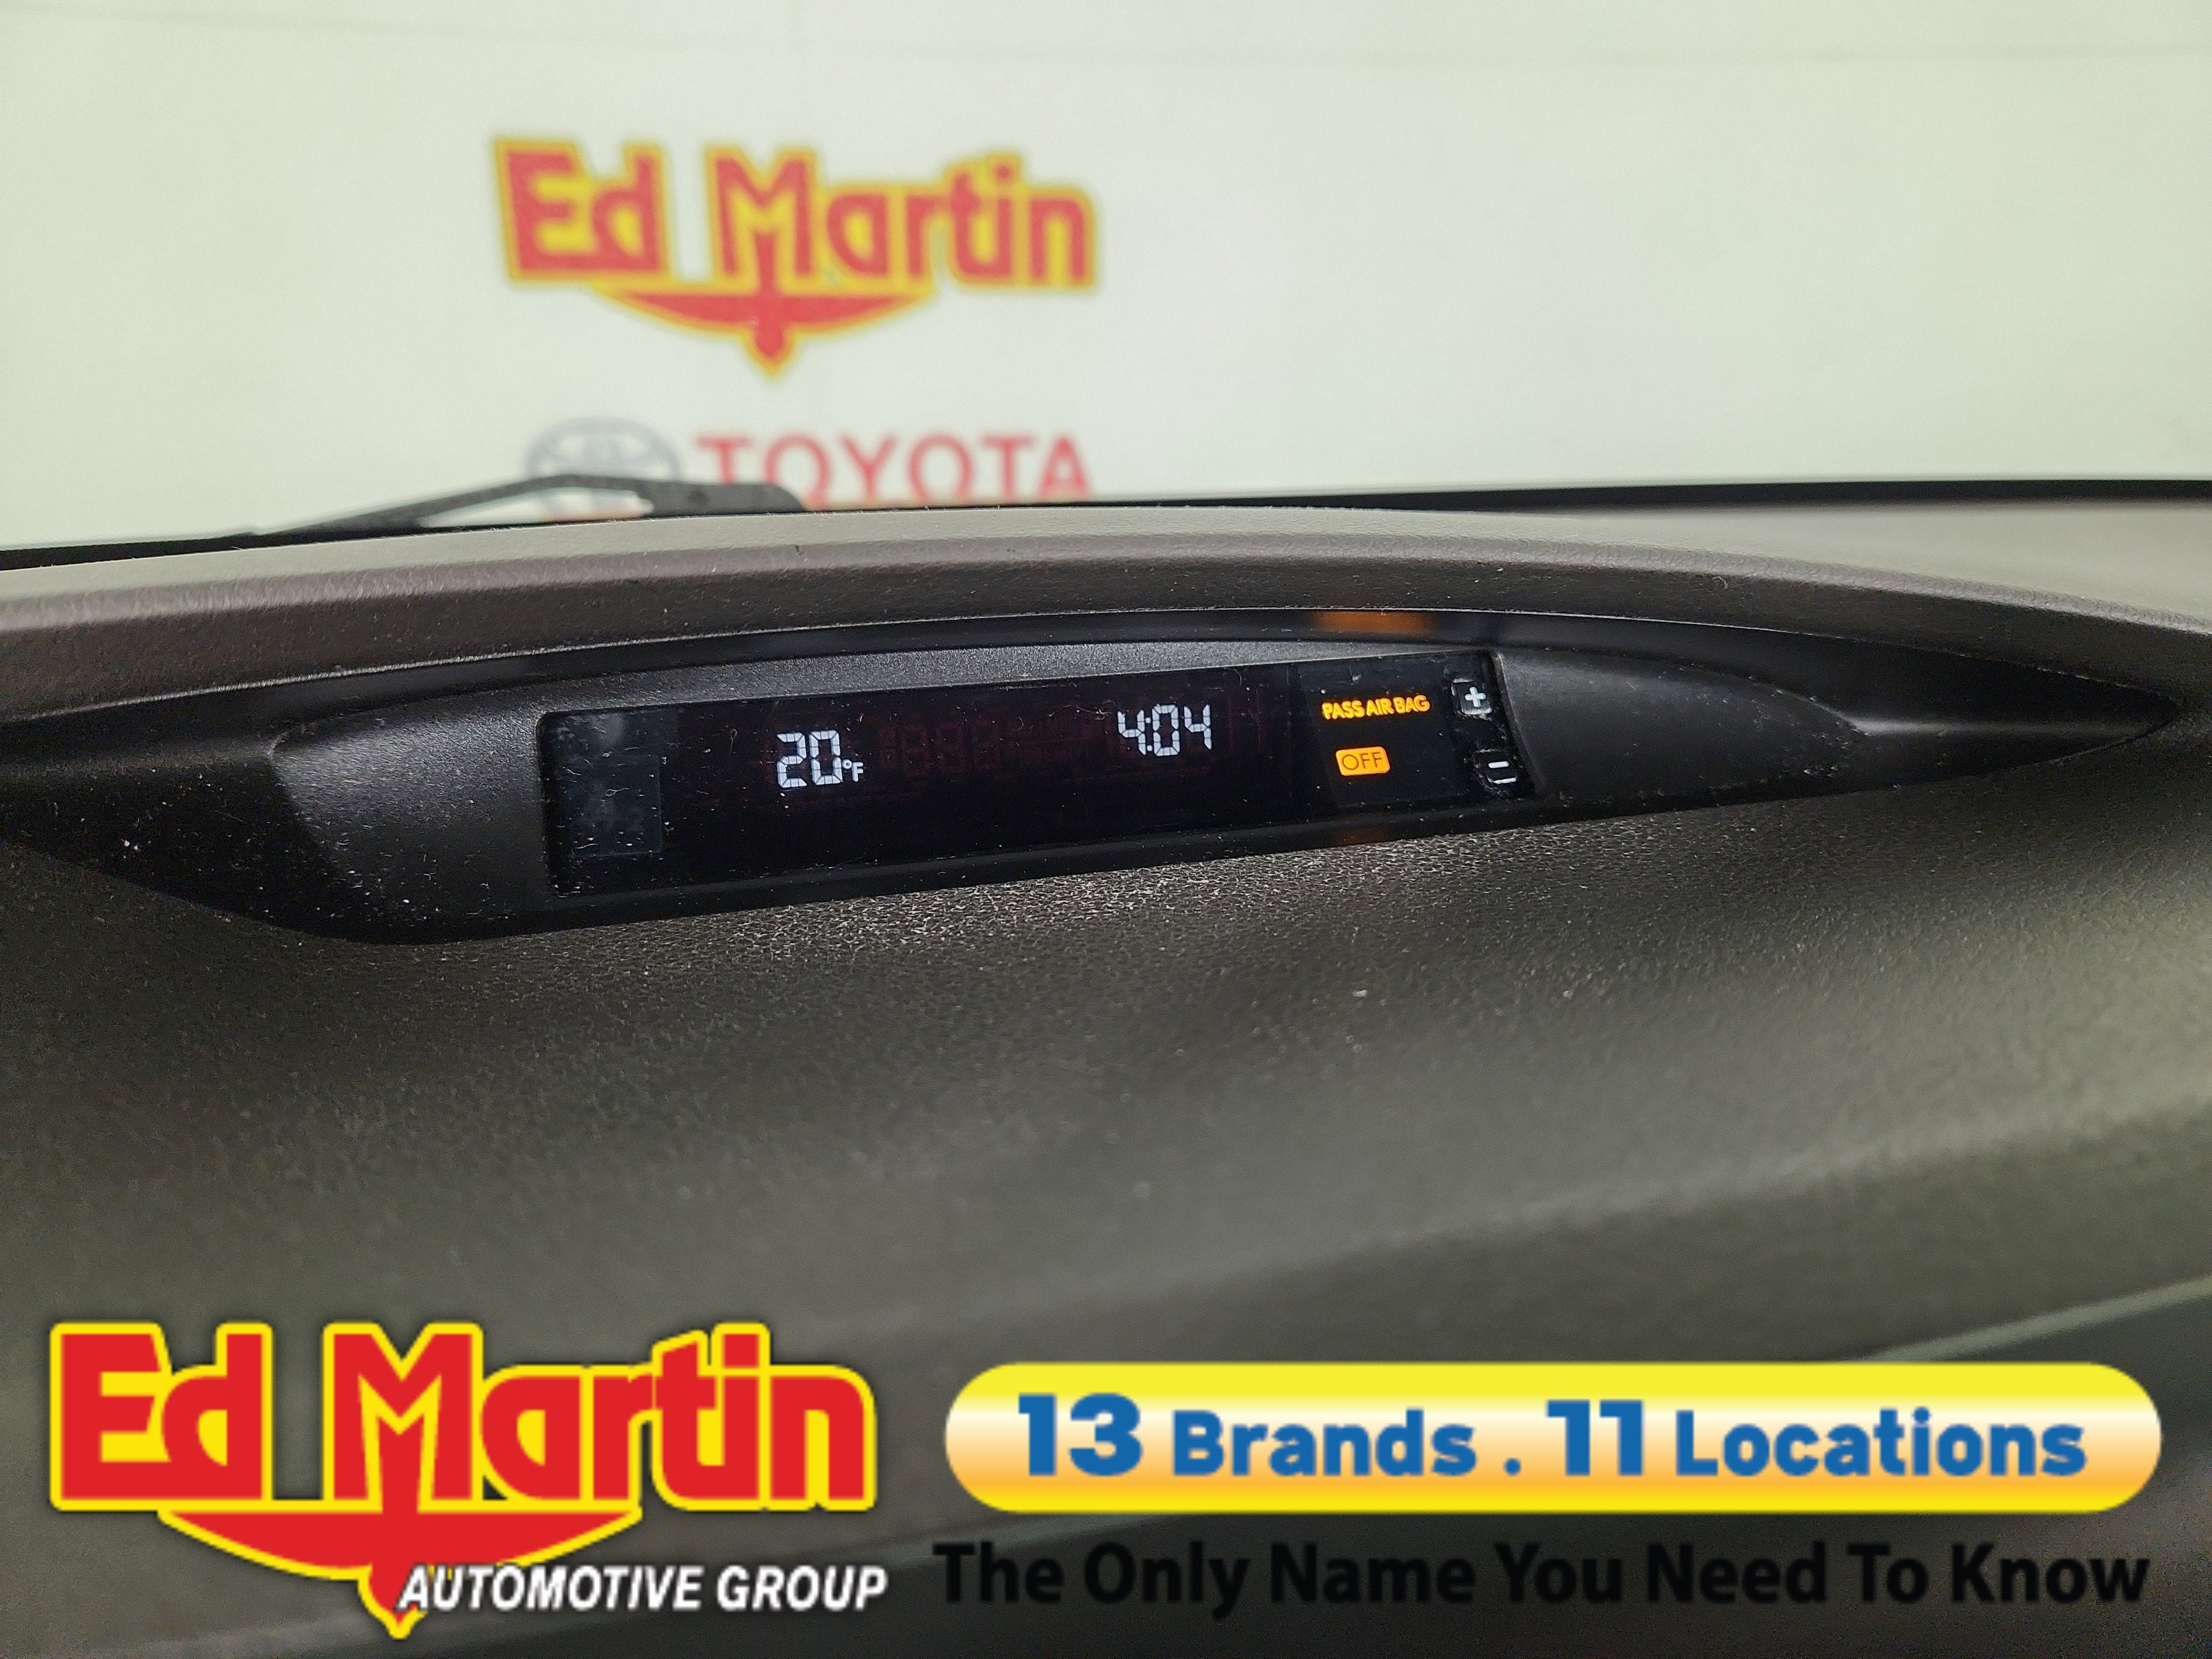 Ed Martin
TOYOTA
20°F
4:04
PASS AIR BAG
+
OFF
-
Ed Martin
AUTOMOTIVE GROUP
13 Brands . 11 Locations
The Only Name You Need To Know